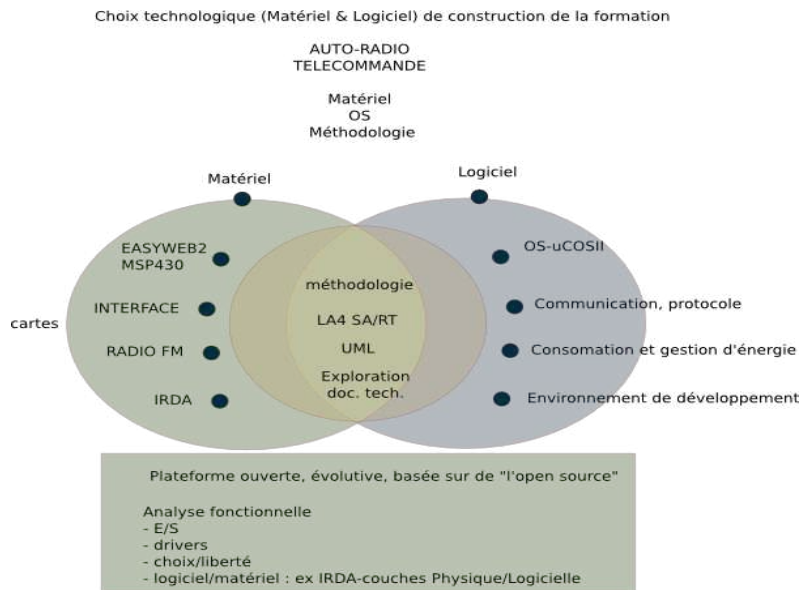 Choix technologique (Matériel & Logiciel) de construction de la formation
AUTO-RADIO
TELECOMMANDE
Matériel
OS
Méthodologie
Matériel
Logiciel
EASYWEB2
MSP430
INTERFACE
cartes
RADIO FM
IRDA
méthodologie
LA4 SA/RT
UML
Exploration
doc. tech.
OS-uCOSII
Communication, protocole
Consomation et gestion d'énergie
Environnement de développement
Plateforme ouverte, évolutive, basée sur de "l'open source"
Analyse fonctionnelle
- E/S
- drivers
- choix/liberté
- logiciel/matériel : ex IRDA-couches Physique/Logicielle